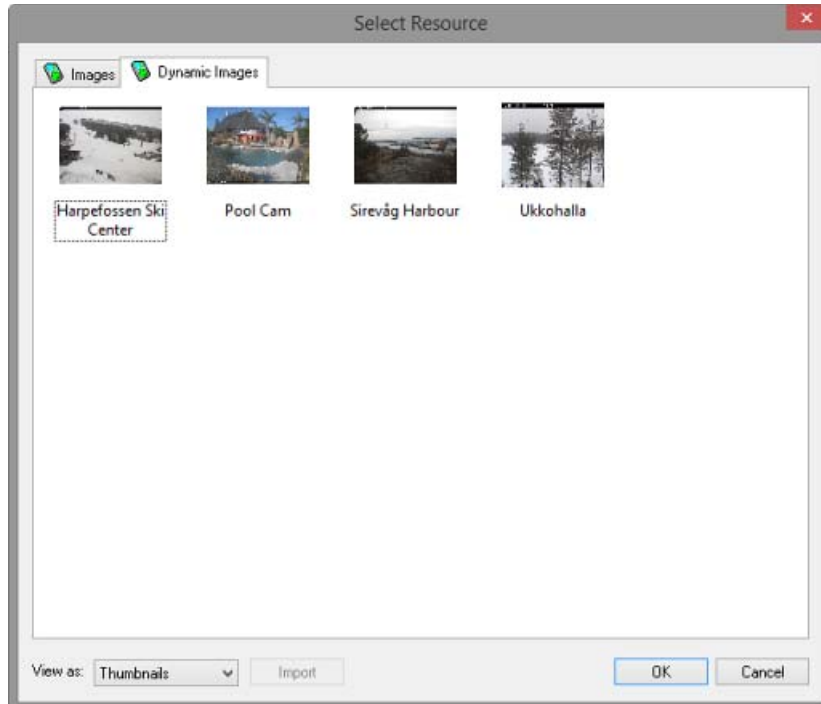 Select Resource
Images
Dynamic Images
Harpefossen Ski
Center
Pool Cam
Sirevåg Harbour
Ukkohalla
View as:
Thumbnails
Import
OK
Cancel